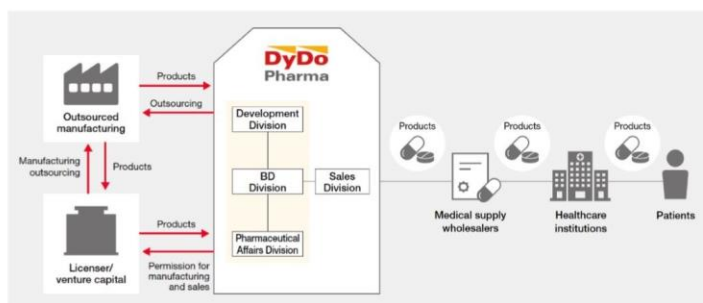 DyDo
Pharma
Products
Outsourcing
Outsourced
manufacturing
Manufacturing
outsourcing
Products
Products
Licenser/
venture capital
Permission for
manufacturing
and sales
Development
Division
BD
Division
Sales
Division
Pharmaceutical
Affairs Division
Products
Products
Products
Medical supply
wholesalers
Healthcare
institutions
Patients